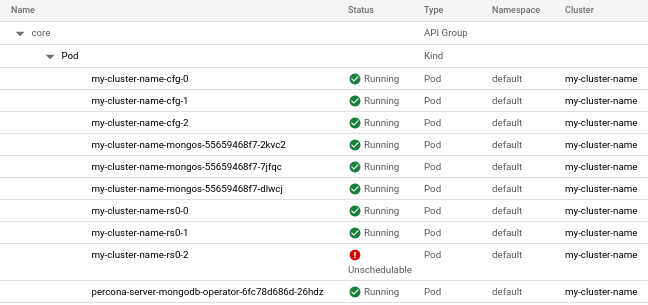 Name Status Type Namespace Cluster
core API Group
Pod Kind
my-cluster-name-cfg-0 Running Pod default my-cluster-name
my-cluster-name-cfg-1 Running Pod default my-cluster-name
my-cluster-name-cfg-2 Running Pod default my-cluster-name
my-cluster-name-mongos-55659468f7-2kvc2 Running Pod default my-cluster-name
my-cluster-name-mongos-55659468f7-7jfqc Running Pod default my-cluster-name
my-cluster-name-mongos-55659468f7-dlwcj Running Pod default my-cluster-name
my-cluster-name-rs0-0 Running Pod default my-cluster-name
my-cluster-name-rs0-1 Running Pod default my-cluster-name
my-cluster-name-rs0-2 Pod default my-cluster-name
Unschedulable
percona-server-mongodb-operator-6fc78d686d-26hdz Running Pod default my-cluster-name